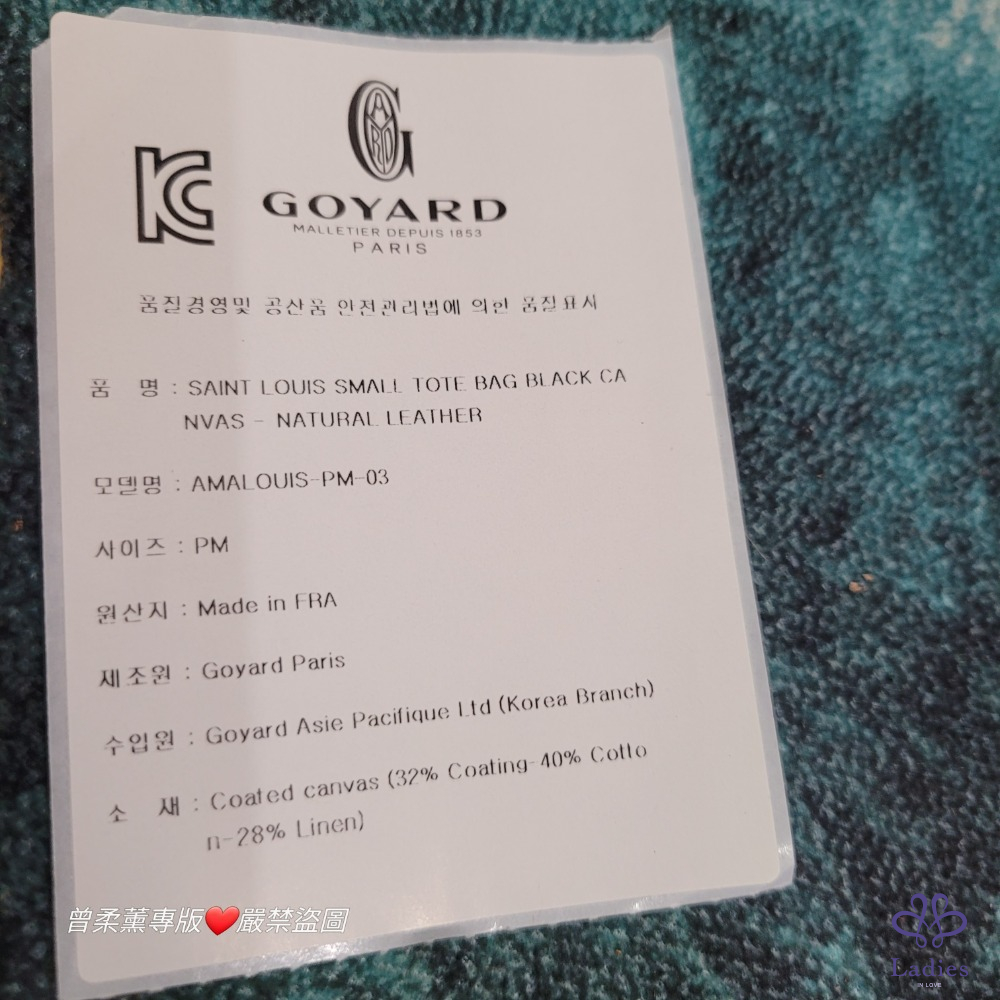 KC
GOYARD
MALLETIER DEPUIS 1853
PARIS
품질경영및 공산품 안전관리법에 의한 품질표시
품 명 : SAINT LOUIS SMALL TOTE BAG BLACK CA
NVAS - NATURAL LEATHER
모델명 : AMALOUIS-PM-03
사이즈 : PM
원산지 : Made in FRA
제조원 : Goyard Paris
수입원 : Goyard Asie Pacifique Ltd (Korea Branch)
소 재 : Coated canvas (32% Coating-40% Cotto
n-28% Linen)
曾柔薰專版❤️嚴禁盜圖
Ladies
IN LOVE